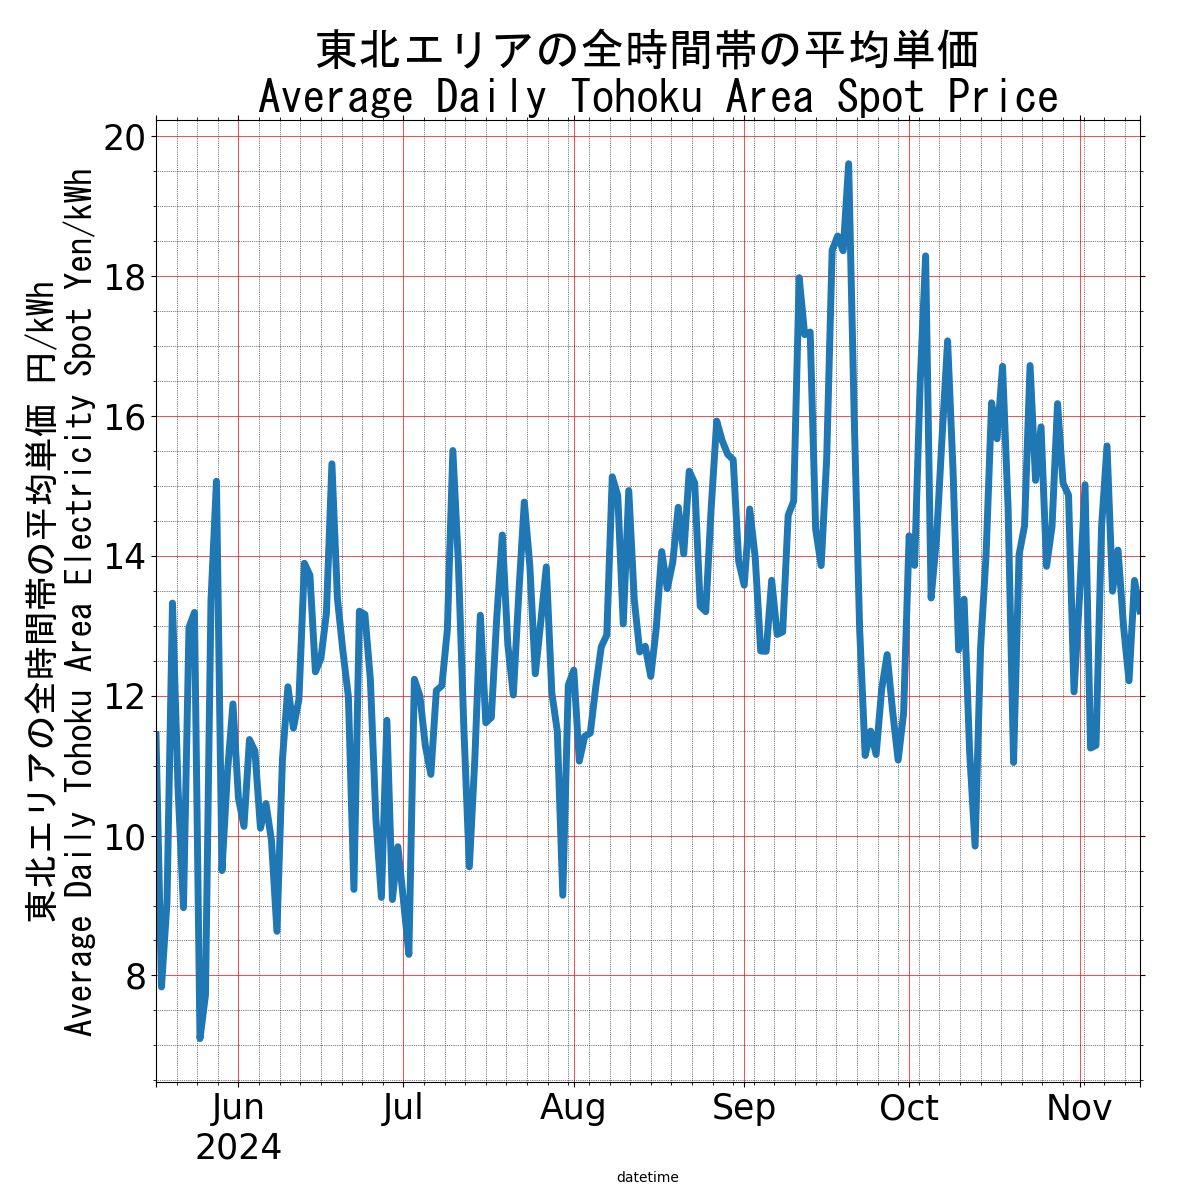 東北エリアの全時間帯の平均単価
Average Daily Tohoku Area Spot Price
東北エリアの全時間帯の平均単価 円/kWh
Average Daily Tohoku Area Electricity Spot Yen/kWh
20
18
16
14
12
10
8
Jun
2024
Jul
Aug
Sep
Oct
Nov
datetime